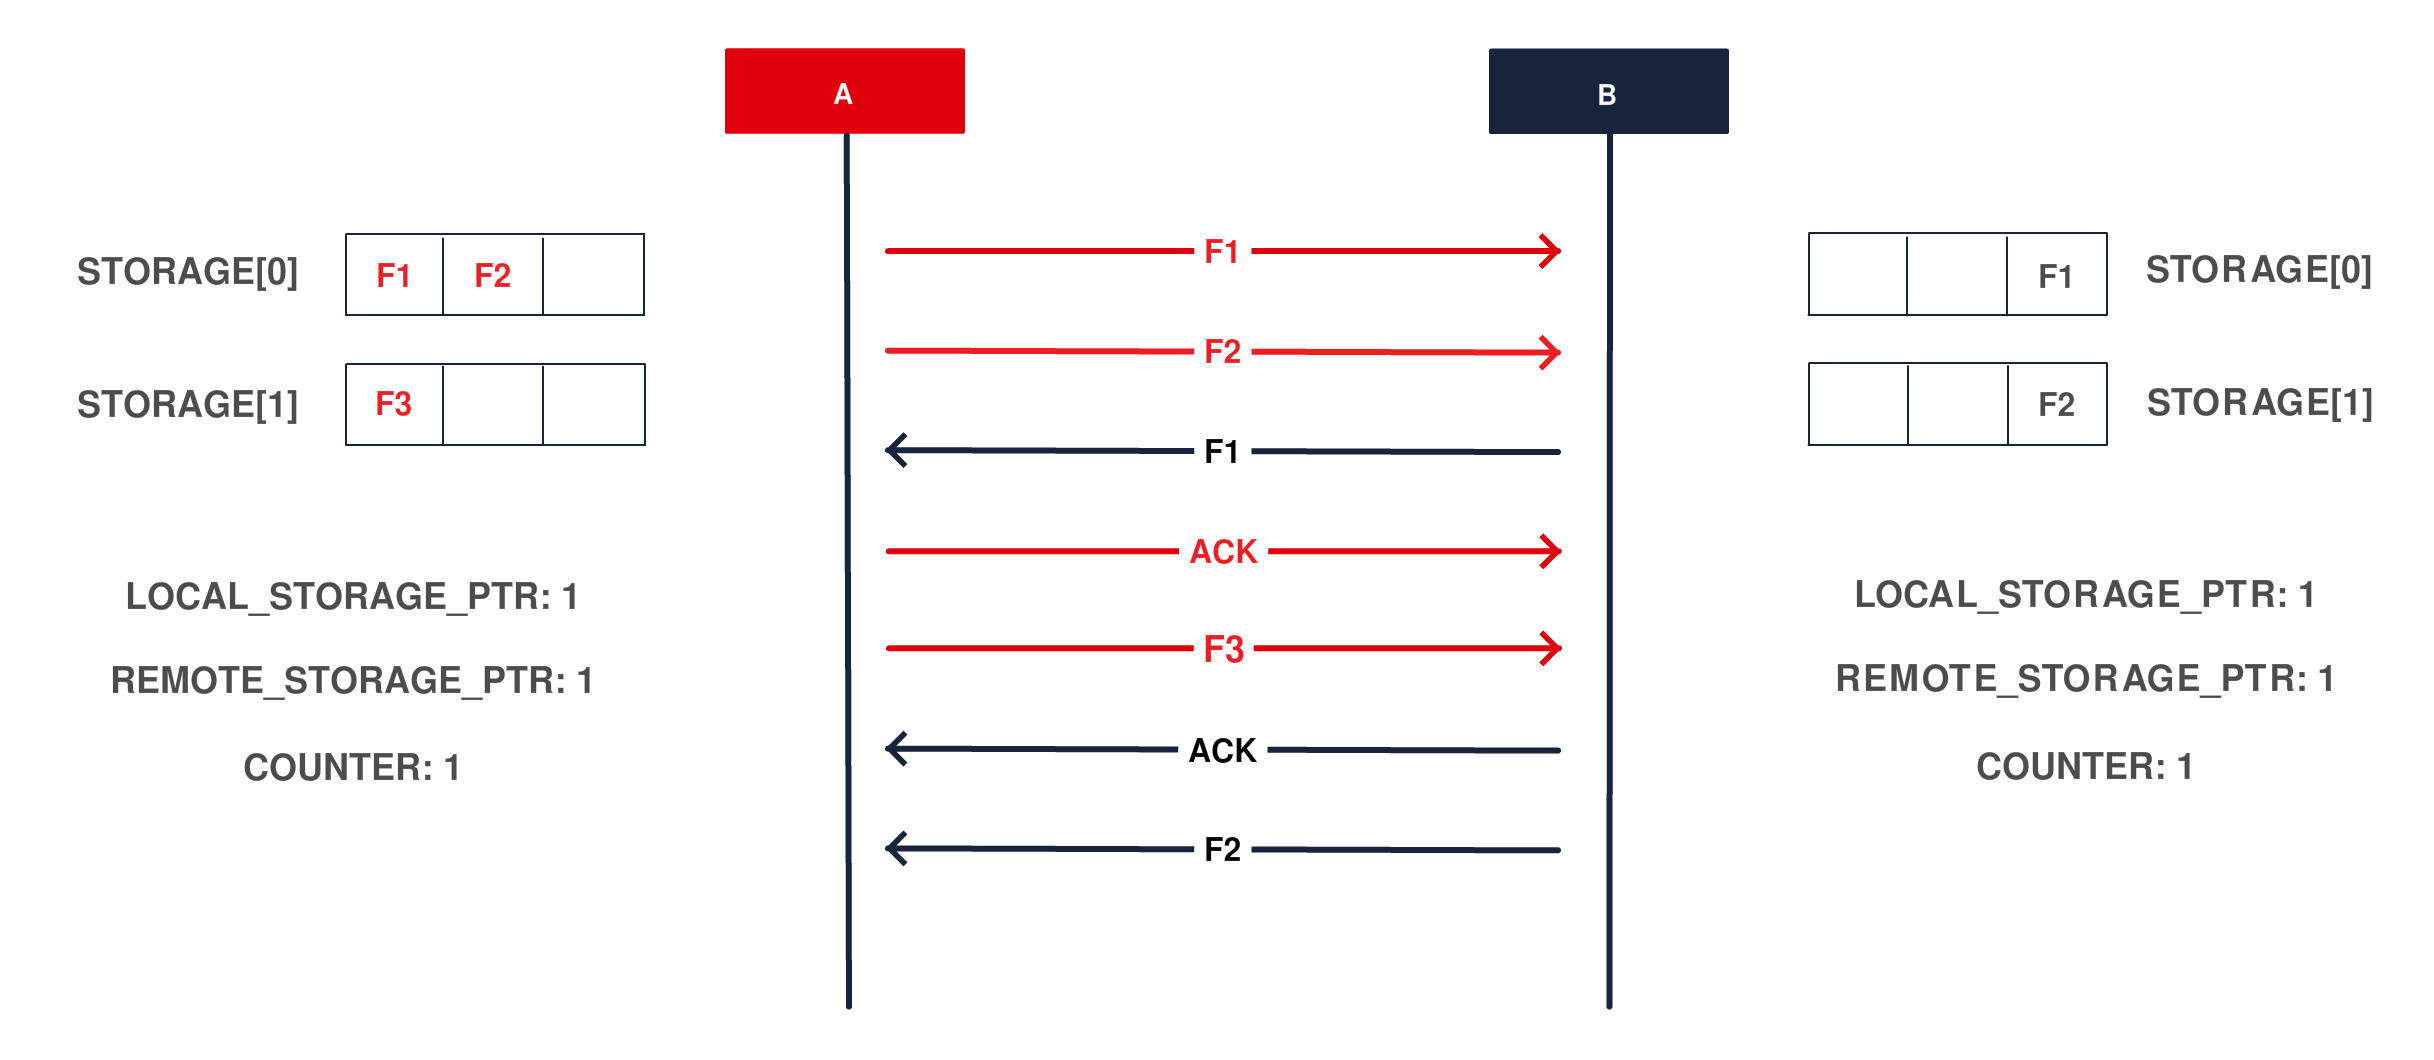 A
B
STORAGE[0]
F1
F2
STORAGE[1]
F3
LOCAL_STORAGE_PTR: 1
REMOTE_STORAGE_PTR: 1
COUNTER: 1
F1
F2
F1
ACK
F3
ACK
F2
F1
STORAGE[0]
F2
STORAGE[1]
LOCAL_STORAGE_PTR: 1
REMOTE_STORAGE_PTR: 1
COUNTER: 1